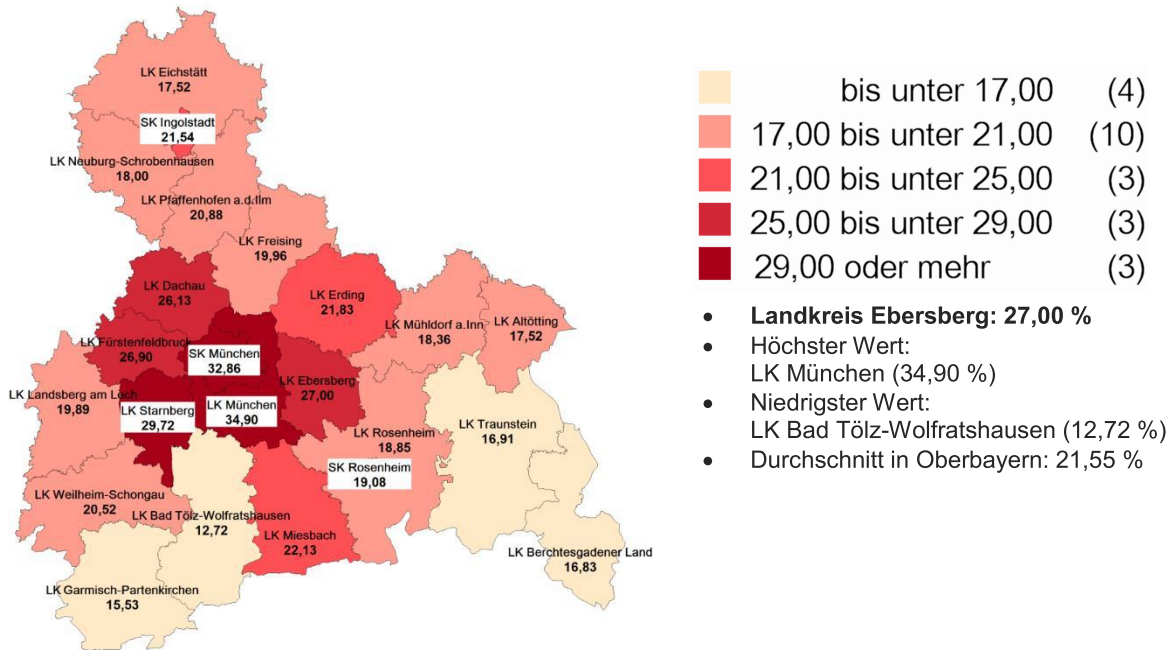 LK Eichstätt
17,52
SK Ingolstadt
21,54
LK Neuburg-Schrobenhausen
18,00
LK Pfaffenhofen a.d.Ilm
20,88
LK Freising
19,96
LK Dachau
26,13
LK Erding
21,83
LK Mühldorf a.Inn
18,36
LK Altötting
17,52
LK Fürstenfeldbruck
26,90
SK München
32,86
LK Ebersberg
27,00
LK Landsberg am Lech
19,89
LK Starnberg
29,72
LK München
34,90
LK Rosenheim
18,85
SK Rosenheim
19,08
LK Traunstein
16,91
LK Weilheim-Schongau
20,52
LK Bad Tölz-Wolfratshausen
12,72
LK Miesbach
22,13
LK Berchtesgadener Land
16,83
LK Garmisch-Partenkirchen
15,53
bis unter 17,00 (4)
17,00 bis unter 21,00 (10)
21,00 bis unter 25,00 (3)
25,00 bis unter 29,00 (3)
29,00 oder mehr (3)
• Landkreis Ebersberg: 27,00 %
• Höchster Wert:
LK München (34,90 %)
• Niedrigster Wert:
LK Bad Tölz-Wolfratshausen (12,72 %)
• Durchschnitt in Oberbayern: 21,55 %